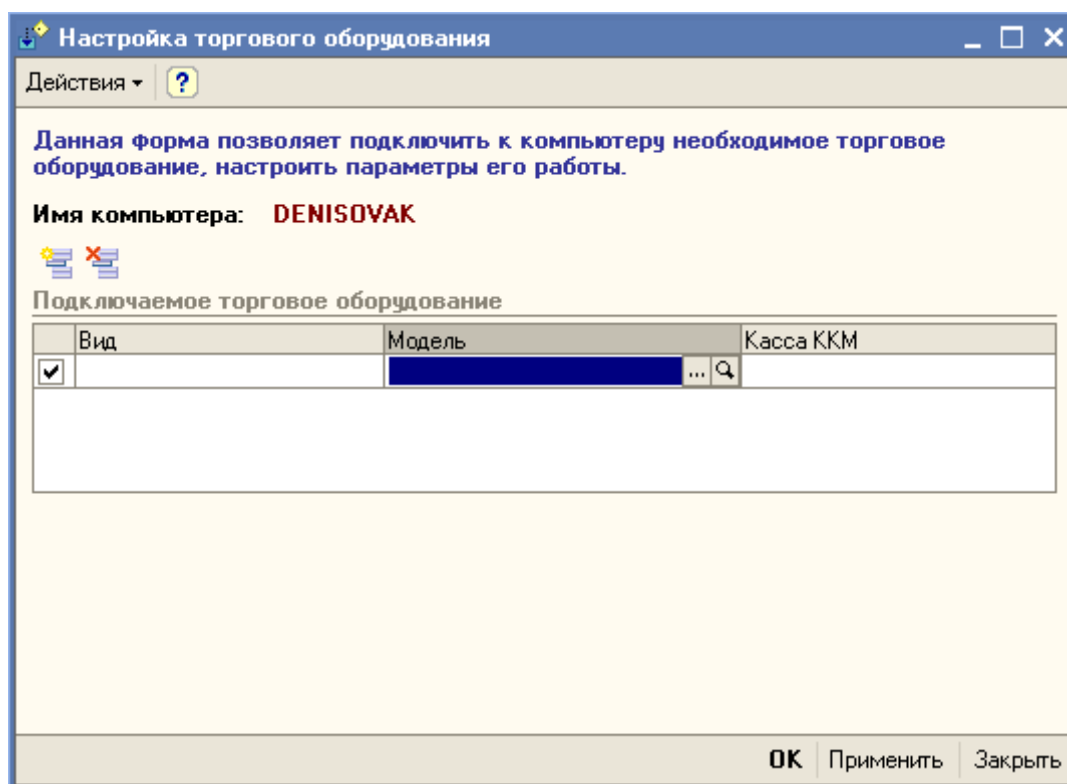 Настройка торгового оборудования
Действия
?
Данная форма позволяет подключить к компьютеру необходимое торговое
оборудование, настроить параметры его работы.
Имя компьютера: DENISOVAK
Подключаемое торговое оборудование
Вид Модель Касса ККМ
...
OK Применить Закрыть